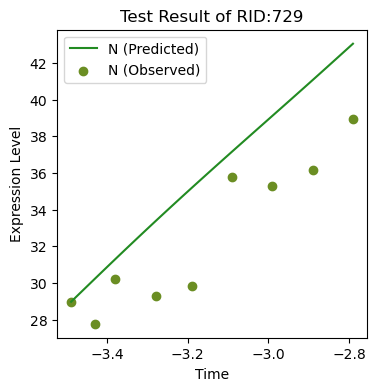 Test Result of RID:729
N (Predicted)
N (Observed)
Expression Level
42
40
38
36
34
32
30
28
−3.4
−3.2
−3.0
−2.8
Time